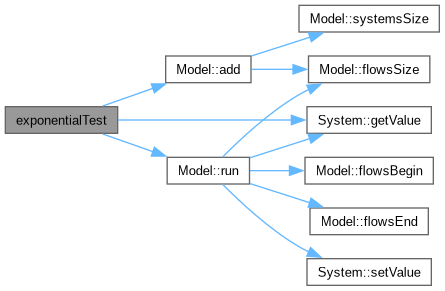 Model::systemsSize
Model::add
Model::flowsSize
exponentialTest
System::getValue
Model::run
Model::flowsBegin
Model::flowsEnd
System::setValue